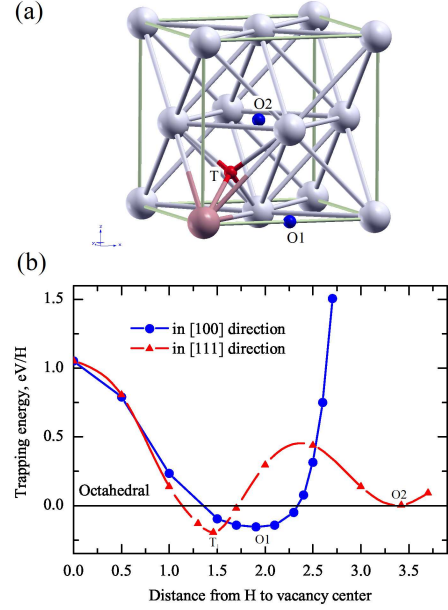 (a)
O2
T
O1
z
x
(b)
1.5
1.0
0.5
0.0
Trapping energy, eV/H
in [100] direction
in [111] direction
Octahedral
T
O1
O2
0.0 0.5 1.0 1.5 2.0 2.5 3.0 3.5
Distance from H to vacancy center